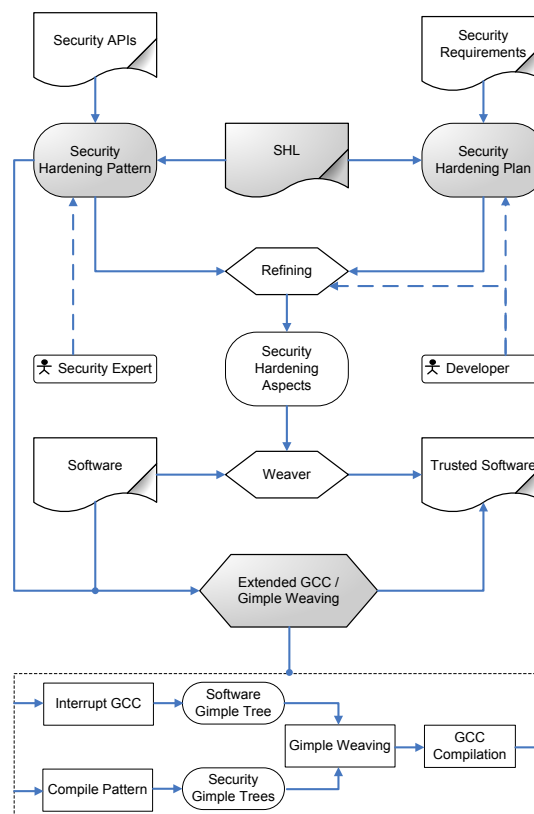 Security APIs
Security
Requirements
Security
Hardening Pattern
SHL
Security
Hardening Plan
Refining
Security
Hardening
Aspects
Security Expert
Developer
Software
Weaver
Trusted Software
Extended GCC /
Gimple Weaving
Interrupt GCC
Software
Gimple Tree
Gimple Weaving
GCC
Compilation
Compile Pattern
Security
Gimple Trees